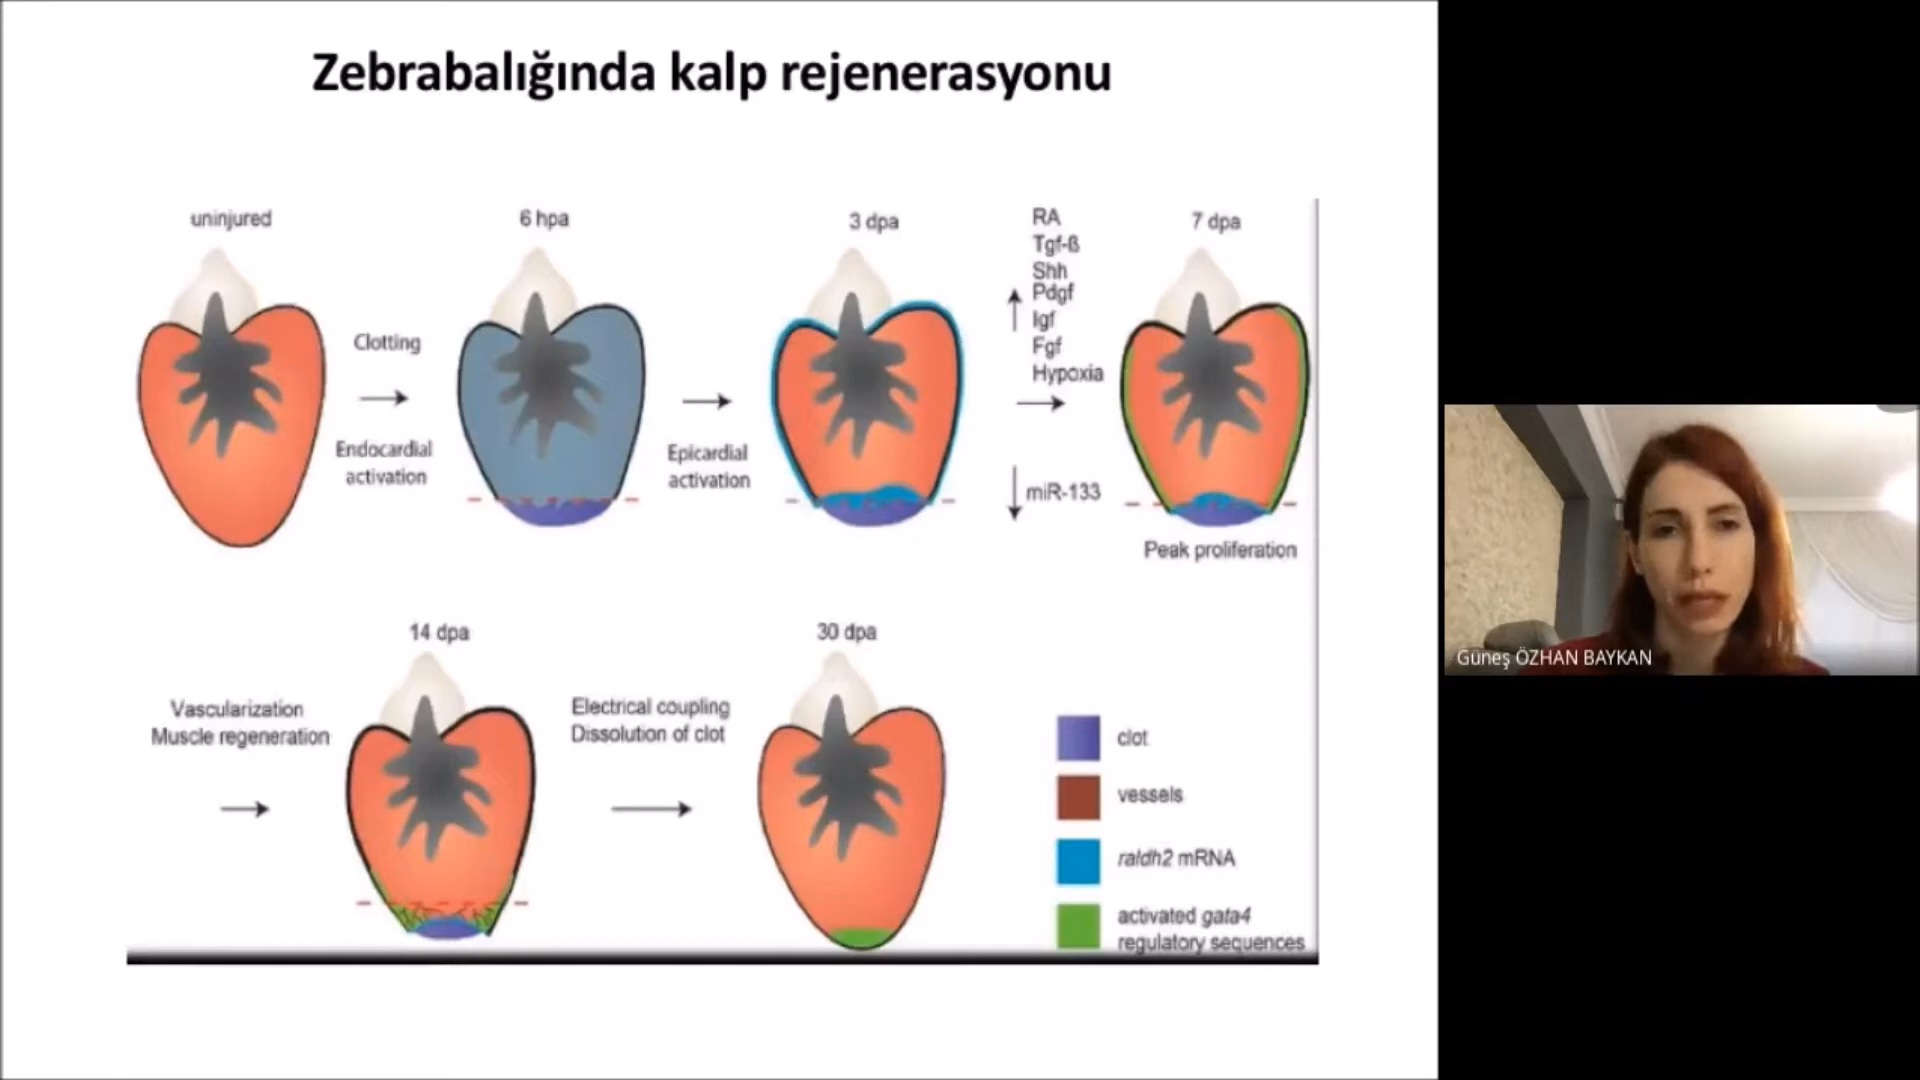 Zebrabalığında kalp rejenerasyonu
uninjured
Clotting
Endocardial
activation
6 hpa
Epicardial
activation
3 dpa
RA
Tgf-ß
Shh
Pdgf
Igf
Fgf
Hypoxia
miR-133
7 dpa
Peak proliferation
Vascularization
Muscle regeneration
14 dpa
Electrical coupling
Dissolution of clot
30 dpa
clot
vessels
raldh2 mRNA
activated gata4
regulatory sequences
Güneş ÖZHAN BAYKAN